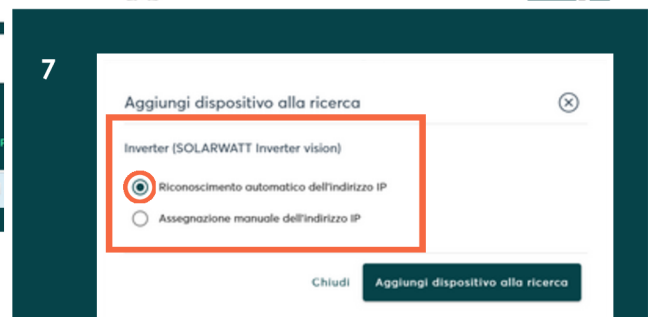 7
Aggiungi dispositivo alla ricerca
Inverter (SOLARWATT Inverter vision)
Riconoscimento automatico dell'indirizzo IP
Assegnazione manuale dell'indirizzo IP
Chiudi
Aggiungi dispositivo alla ricerca